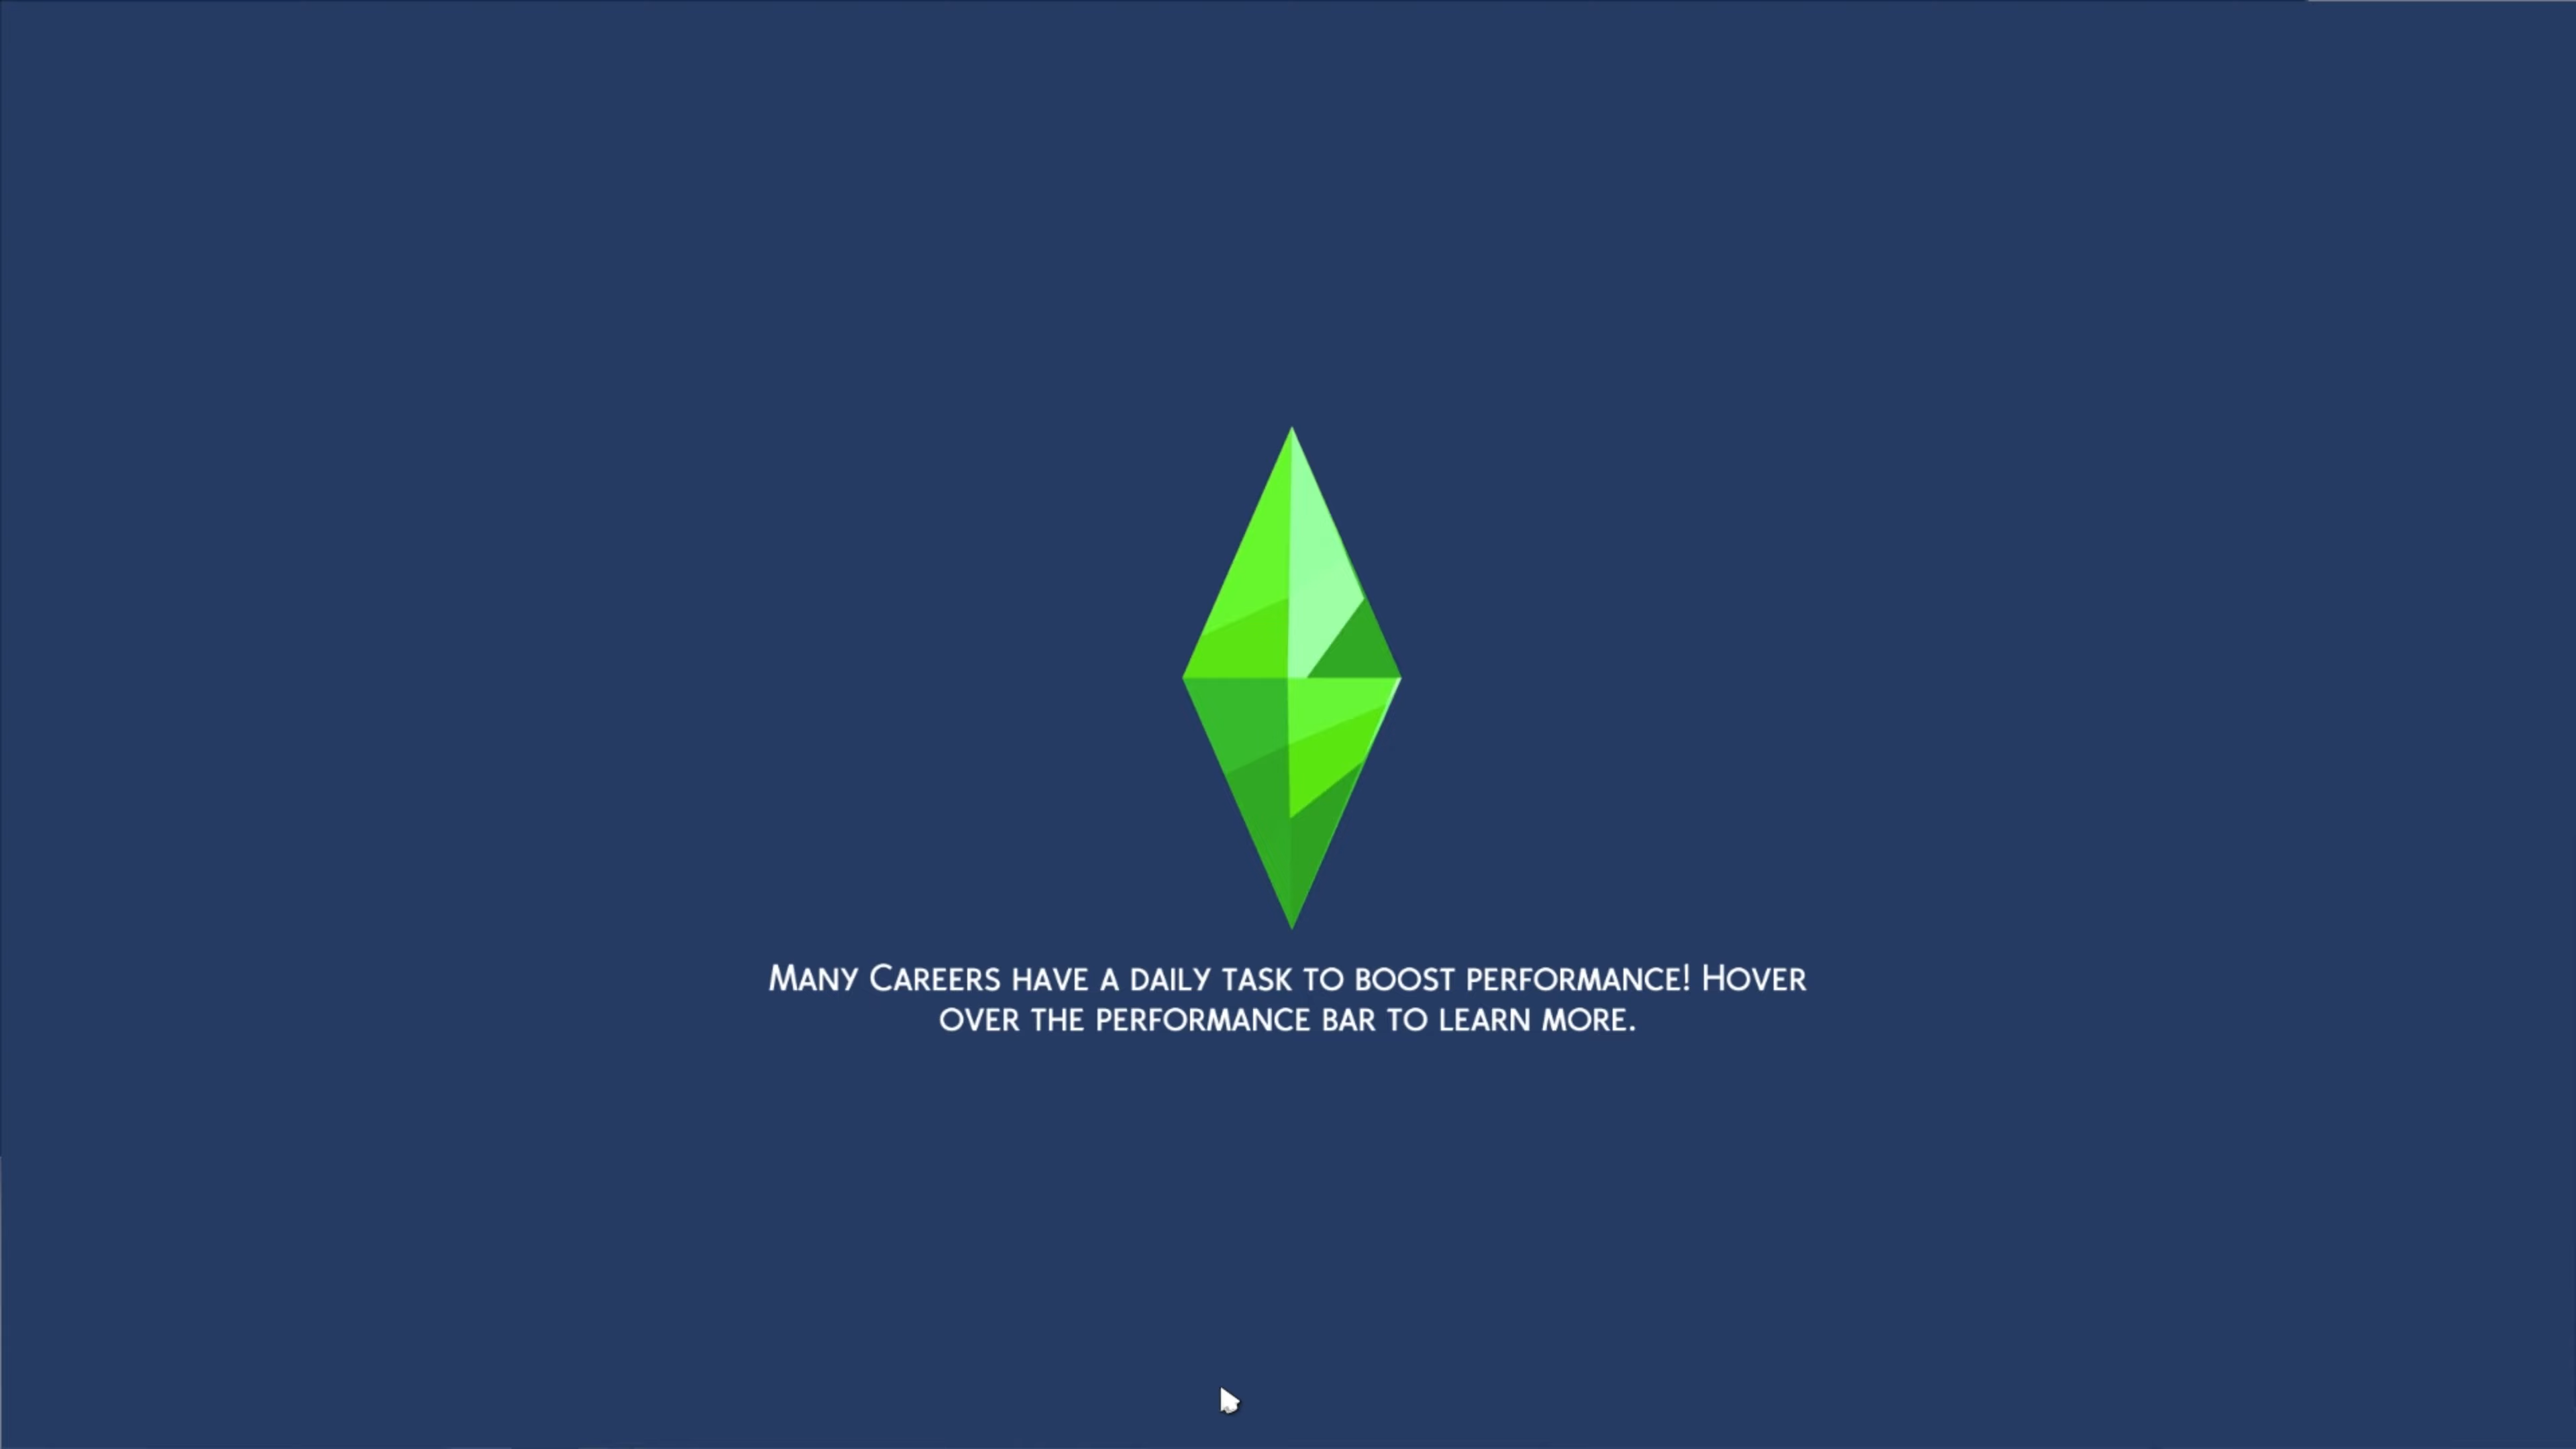 Many Careers have a daily task to boost performance! Hover
over the performance bar to learn more.